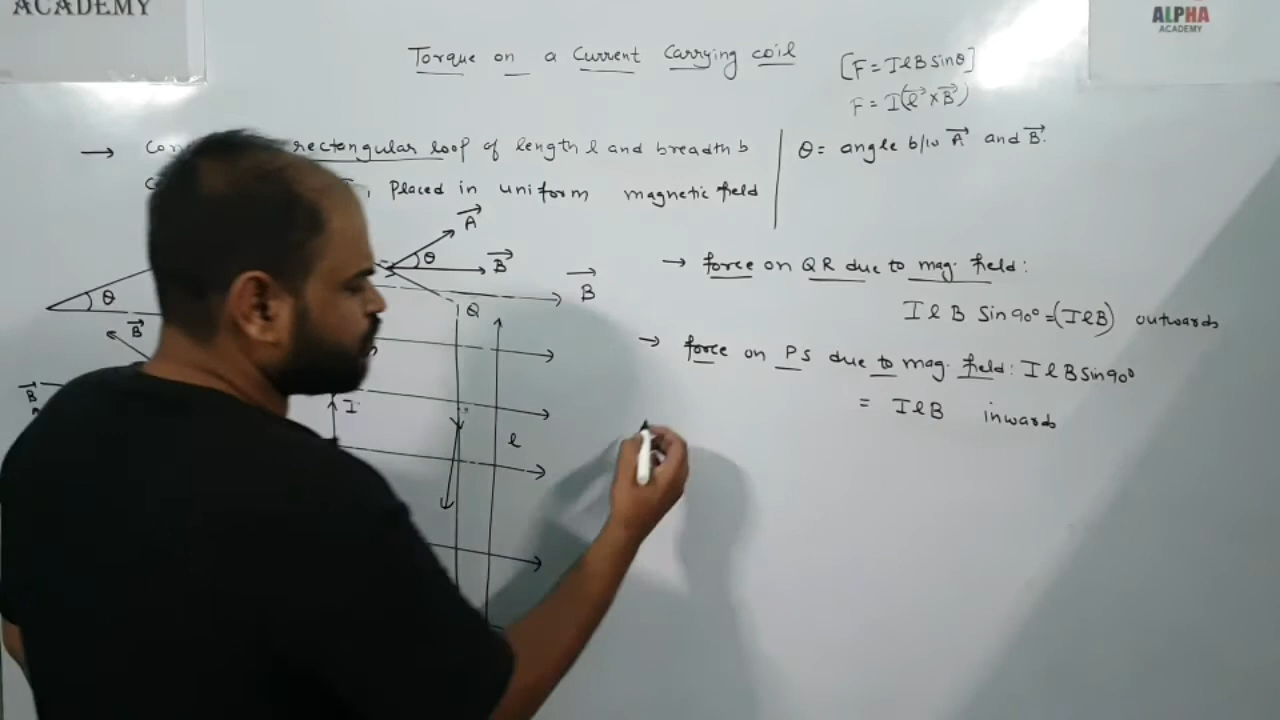 ACADEMY
ALPHA
ACADEMY
Torque on a Current Carrying coil
[F = IlB sinθ]
F = I(l⃗ × B⃗)
→ rectangular loop of length l and breadth b
, Placed in uniform magnetic field
θ = angle b/w A⃗ and B⃗.
A⃗
θ
B⃗
B⃗
θ
B⃗
Q
B⃗
I
l
→ force on QR due to mag. field:
I l B Sin90° = (IlB) outwards
→ force on PS due to mag. field: I l B Sin90°
= IlB inwards